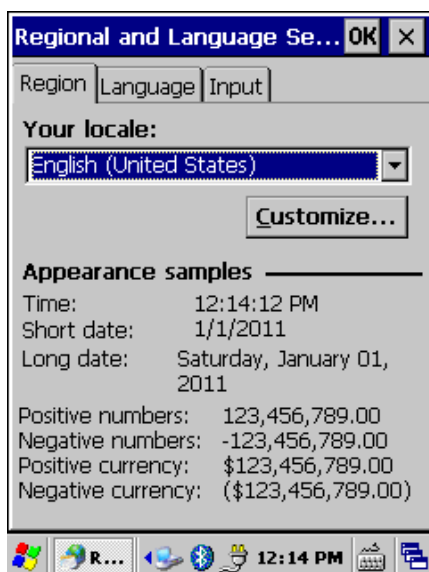 Regional and Language Se... OK ×
Region Language Input
Your locale:
English (United States)
Customize...
Appearance samples
Time: 12:14:12 PM
Short date: 1/1/2011
Long date: Saturday, January 01,
2011
Positive numbers: 123,456,789.00
Negative numbers: -123,456,789.00
Positive currency: $123,456,789.00
Negative currency: ($123,456,789.00)
R... 12:14 PM